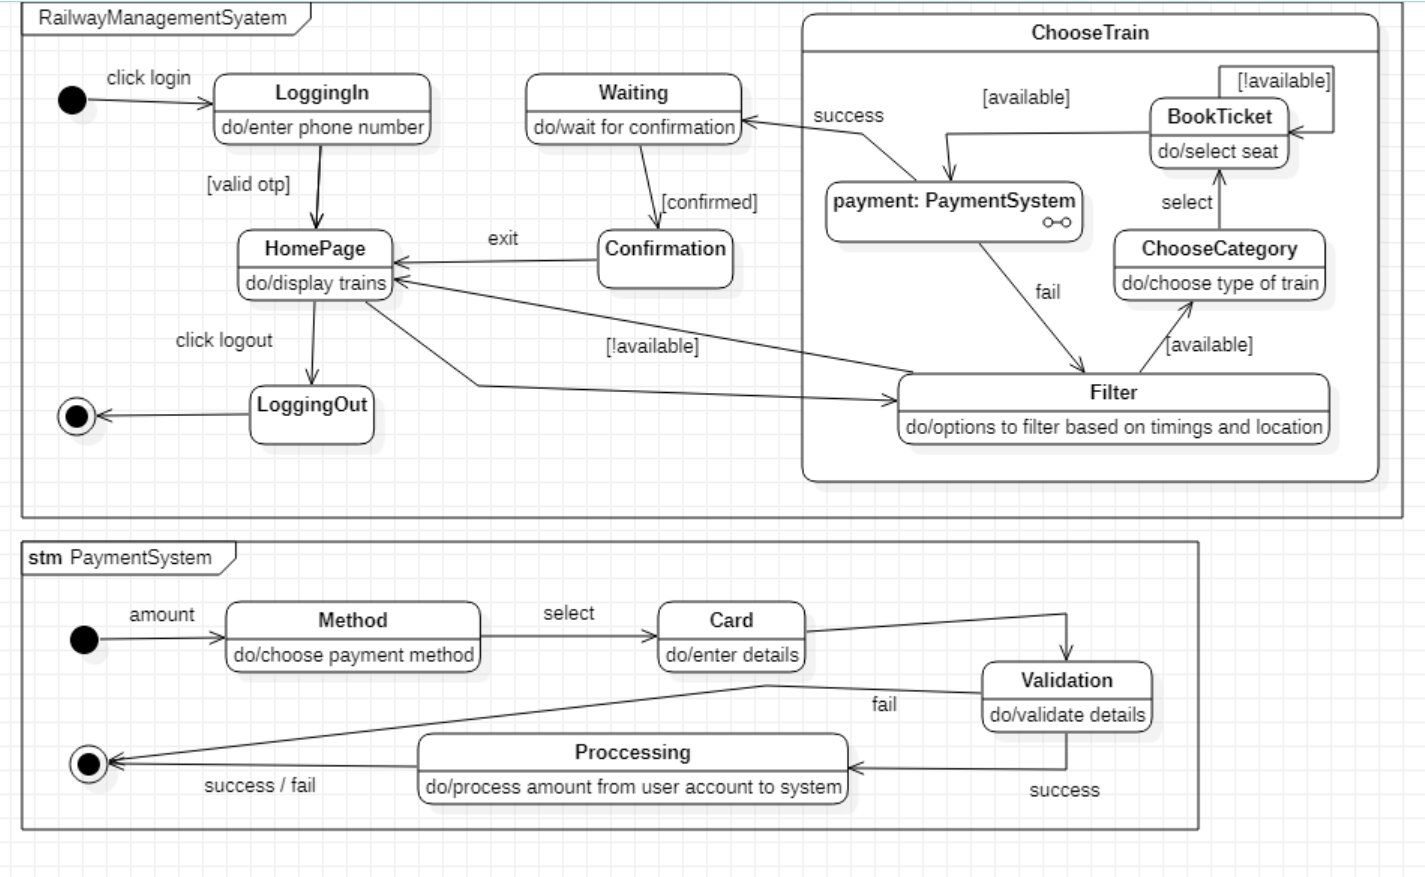 RailwayManagementSyatem
ChooseTrain
click login
LoggingIn
do/enter phone number
Waiting
do/wait for confirmation
success
[available]
[!available]
BookTicket
do/select seat
[valid otp]
[confirmed]
payment: PaymentSystem
select
HomePage
do/display trains
exit
Confirmation
ChooseCategory
do/choose type of train
fail
click logout
[!available]
[available]
LoggingOut
Filter
do/options to filter based on timings and location
stm PaymentSystem
amount
Method
do/choose payment method
select
Card
do/enter details
Validation
do/validate details
fail
Proccessing
do/process amount from user account to system
success / fail
success